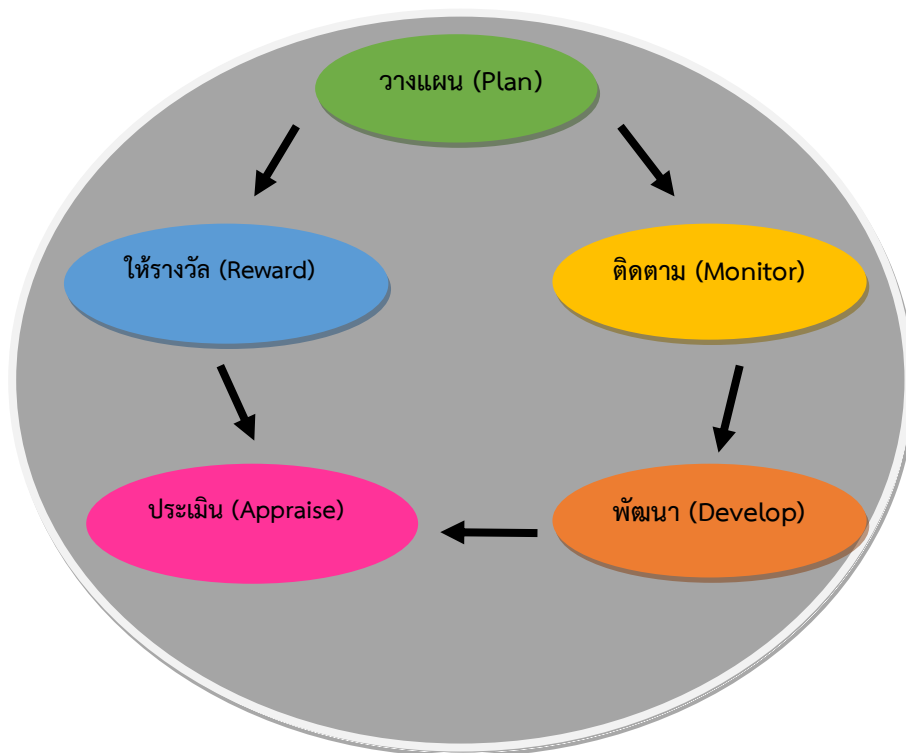 วางแผน (Plan)
ให้รางวัล (Reward)
ติดตาม (Monitor)
ประเมิน (Appraise)
พัฒนา (Develop)